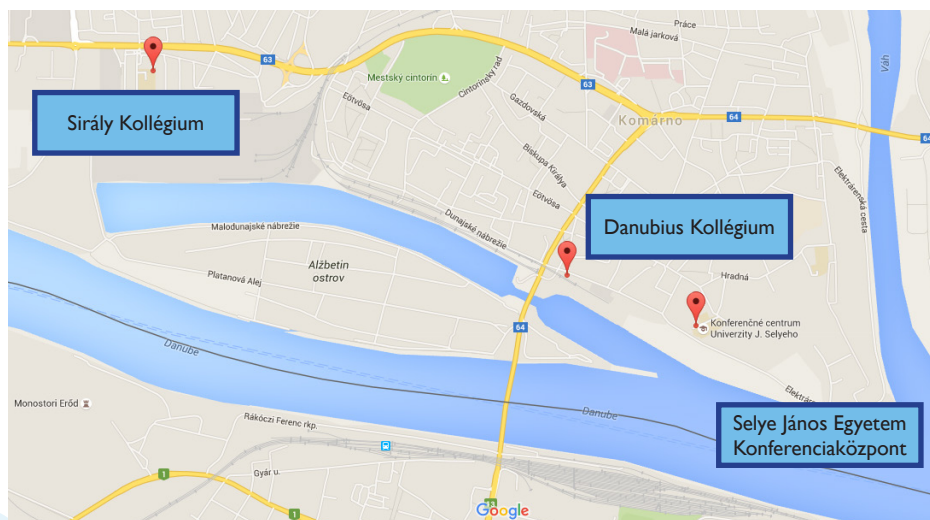 Práce
Malá jarková
63
Mestský cintorín
Cintorínsky rad
Eötvösa
63
Gazdovská
Váh
Sirály Kollégium
Komárno
64
64
Biskupa Királya
Eötvösa
Elektrárenská cesta
Malodunajské nábrežie
Dunajské nábrežie
Danubius Kollégium
Alžbetin
ostrov
Platanová Alej
Hradná
Konferenčné centrum
Univerzity J. Selyeho
64
Danube
Monostori Erőd
Rákóczi Ferenc rkp.
Danube
Selye János Egyetem
Konferenciaközpont
Gyár u.
1
1
13
Google